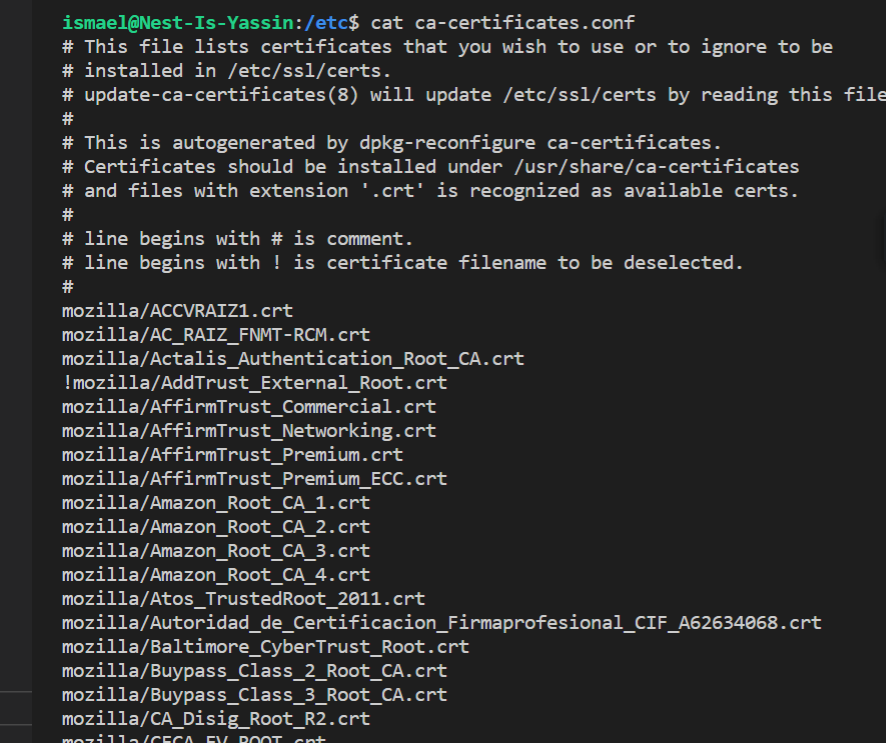 ismael@Nest-Is-Yassin:/etc$ cat ca-certificates.conf
# This file lists certificates that you wish to use or to ignore to be
# installed in /etc/ssl/certs.
# update-ca-certificates(8) will update /etc/ssl/certs by reading this file
#
# This is autogenerated by dpkg-reconfigure ca-certificates.
# Certificates should be installed under /usr/share/ca-certificates
# and files with extension '.crt' is recognized as available certs.
#
# line begins with # is comment.
# line begins with ! is certificate filename to be deselected.
#
mozilla/ACCVRAIZ1.crt
mozilla/AC_RAIZ_FNMT-RCM.crt
mozilla/Actalis_Authentication_Root_CA.crt
!mozilla/AddTrust_External_Root.crt
mozilla/AffirmTrust_Commercial.crt
mozilla/AffirmTrust_Networking.crt
mozilla/AffirmTrust_Premium.crt
mozilla/AffirmTrust_Premium_ECC.crt
mozilla/Amazon_Root_CA_1.crt
mozilla/Amazon_Root_CA_2.crt
mozilla/Amazon_Root_CA_3.crt
mozilla/Amazon_Root_CA_4.crt
mozilla/Atos_TrustedRoot_2011.crt
mozilla/Autoridad_de_Certificacion_Firmaprofesional_CIF_A62634068.crt
mozilla/Baltimore_CyberTrust_Root.crt
mozilla/Buypass_Class_2_Root_CA.crt
mozilla/Buypass_Class_3_Root_CA.crt
mozilla/CA_Disig_Root_R2.crt